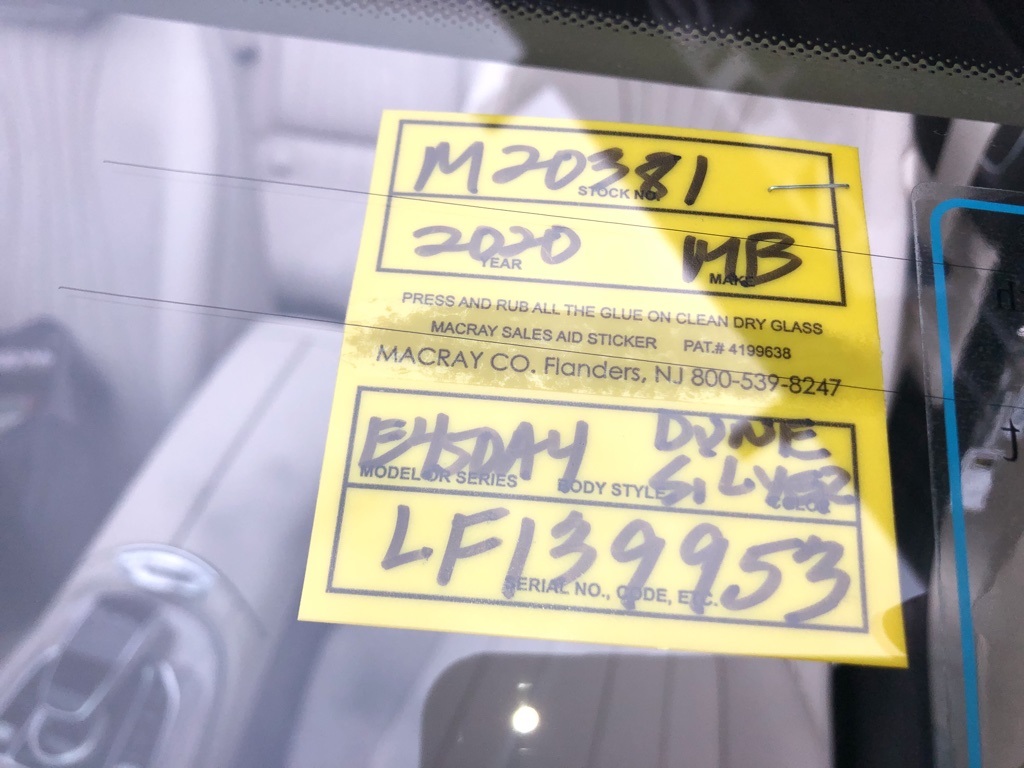 M20381
STOCK NO.
2020 MB
YEAR MAKE
PRESS AND RUB ALL THE GLUE ON CLEAN DRY GLASS
MACRAY SALES AID STICKER PAT.# 4199638
MACRAY CO. Flanders, NJ 800-539-8247
E450A4 DUNE
SILVER
MODEL OR SERIES BODY STYLE COLOR
LF139953
SERIAL NO., CODE, ETC.